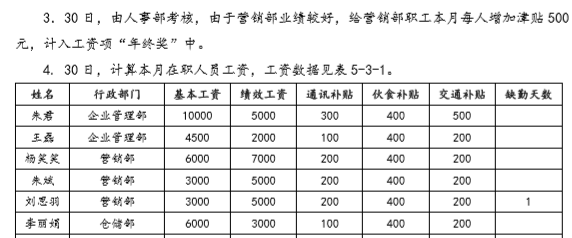 3. 30日，由人事部考核，由于营销部业绩较好，给营销部职工本月每人增加津贴500
元，计入工资项“年终奖”中。
4. 30日，计算本月在职人员工资，工资数据见表5-3-1。
姓名 行政部门 基本工资 绩效工资 通讯补贴 伙食补贴 交通补贴 缺勤天数
朱君 企业管理部 10000 5000 300 400 500
王磊 企业管理部 4500 2000 100 400 200
杨笑笑 营销部 6000 7000 200 400 200
朱斌 营销部 3000 5000 200 400 200
刘思羽 营销部 3000 5000 200 400 200 1
李丽娟 仓储部 6000 3000 100 400 200